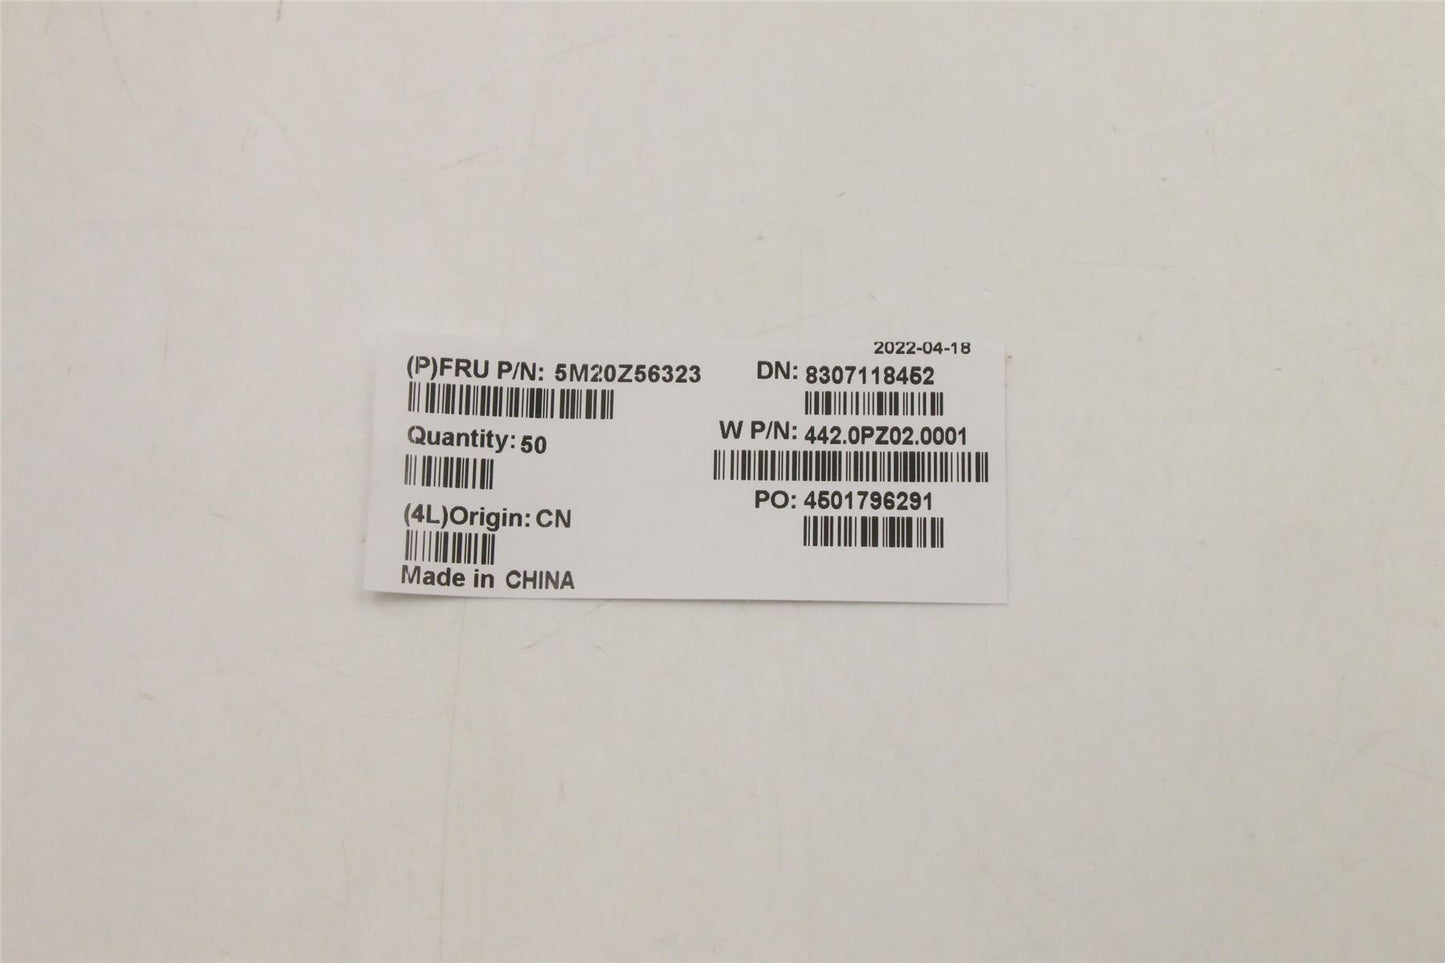 2022-04-18
(P)FRU P/N: 5M20Z56323
DN: 8307118452
Quantity: 50
W P/N: 442.0PZ02.0001
(4L)Origin: CN
PO: 4501796291
Made in CHINA